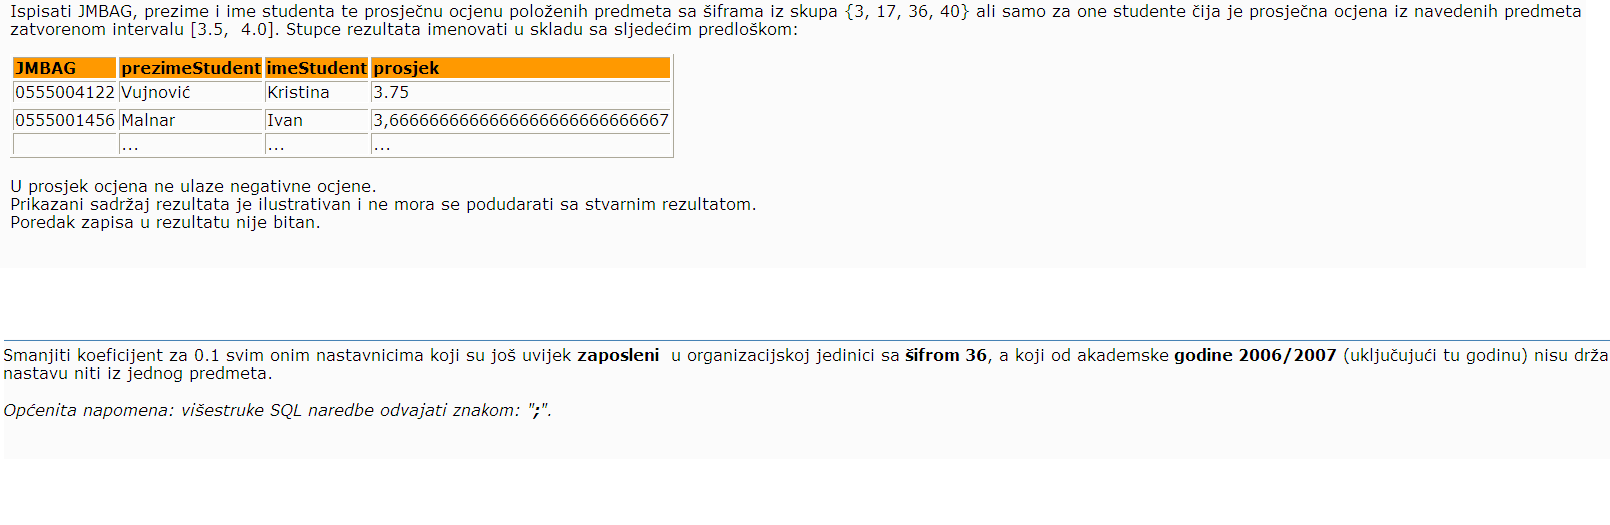 Ispisati JMBAG, prezime i ime studenta te prosječnu ocjenu položenih predmeta sa šiframa iz skupa {3, 17, 36, 40} ali samo za one studente čija je prosječna ocjena iz navedenih predmeta
zatvorenom intervalu [3.5,  4.0]. Stupce rezultata imenovati u skladu sa sljedećim predloškom:
JMBAG prezimeStudent imeStudent prosjek
0555004122 Vujnović Kristina 3.75
0555001456 Malnar Ivan 3,6666666666666666666666666667
... ... ...
U prosjek ocjena ne ulaze negativne ocjene.
Prikazani sadržaj rezultata je ilustrativan i ne mora se podudarati sa stvarnim rezultatom.
Poredak zapisa u rezultatu nije bitan.
Smanjiti koeficijent za 0.1 svim onim nastavnicima koji su još uvijek zaposleni  u organizacijskoj jedinici sa šifrom 36, a koji od akademske godine 2006/2007 (uključujući tu godinu) nisu drža
nastavu niti iz jednog predmeta.
Općenita napomena: višestruke SQL naredbe odvajati znakom: ";".